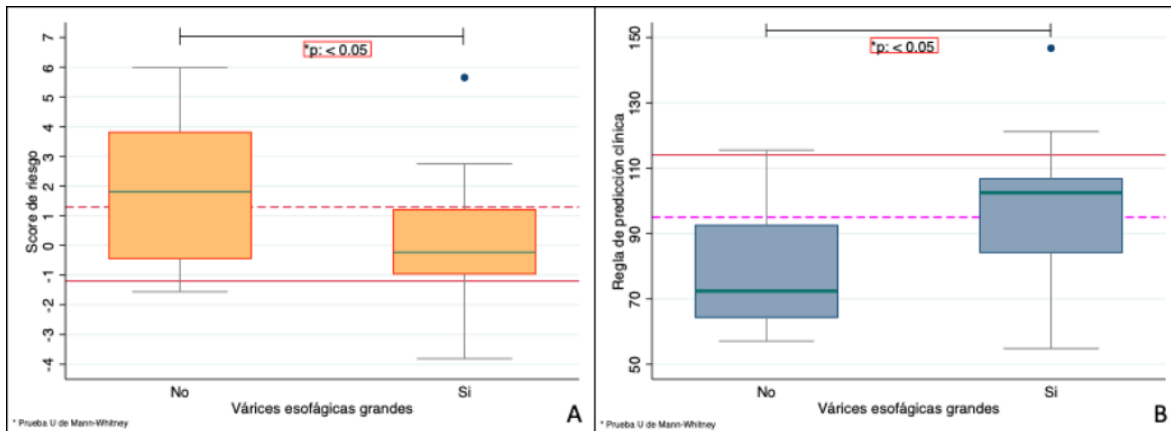 *p: < 0.05
Score de riesgo
7
6
5
4
3
2
1
0
-1
-2
-3
-4
No
Si
Várices esofágicas grandes
A
* Prueba U de Mann-Whitney
*p: < 0.05
Regla de predicción clínica
150
130
110
90
70
50
No
Si
Várices esofágicas grandes
B
* Prueba U de Mann-Whitney